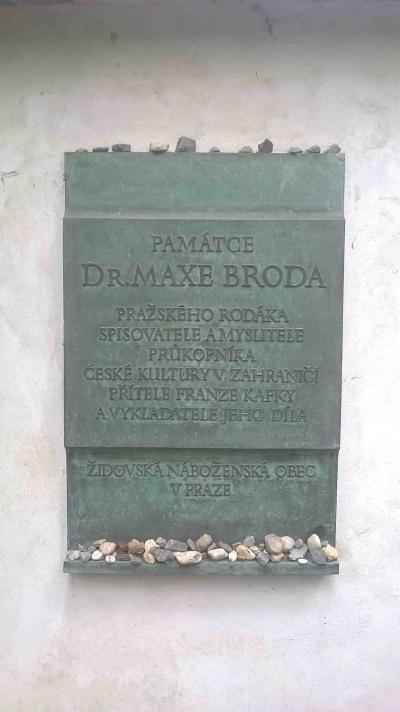 PAMÁTCE
DR. MAXE BRODA
PRAŽSKÉHO RODÁKA
SPISOVATELE A MYSLITELE
PRŮKOPNÍKA
ČESKÉ KULTURY V ZAHRANIČÍ
PŘÍTELE FRANZE KAFKY
A VYKLADATELE JEHO DÍLA
ŽIDOVSKÁ NÁBOŽENSKÁ OBEC
V PRAZE